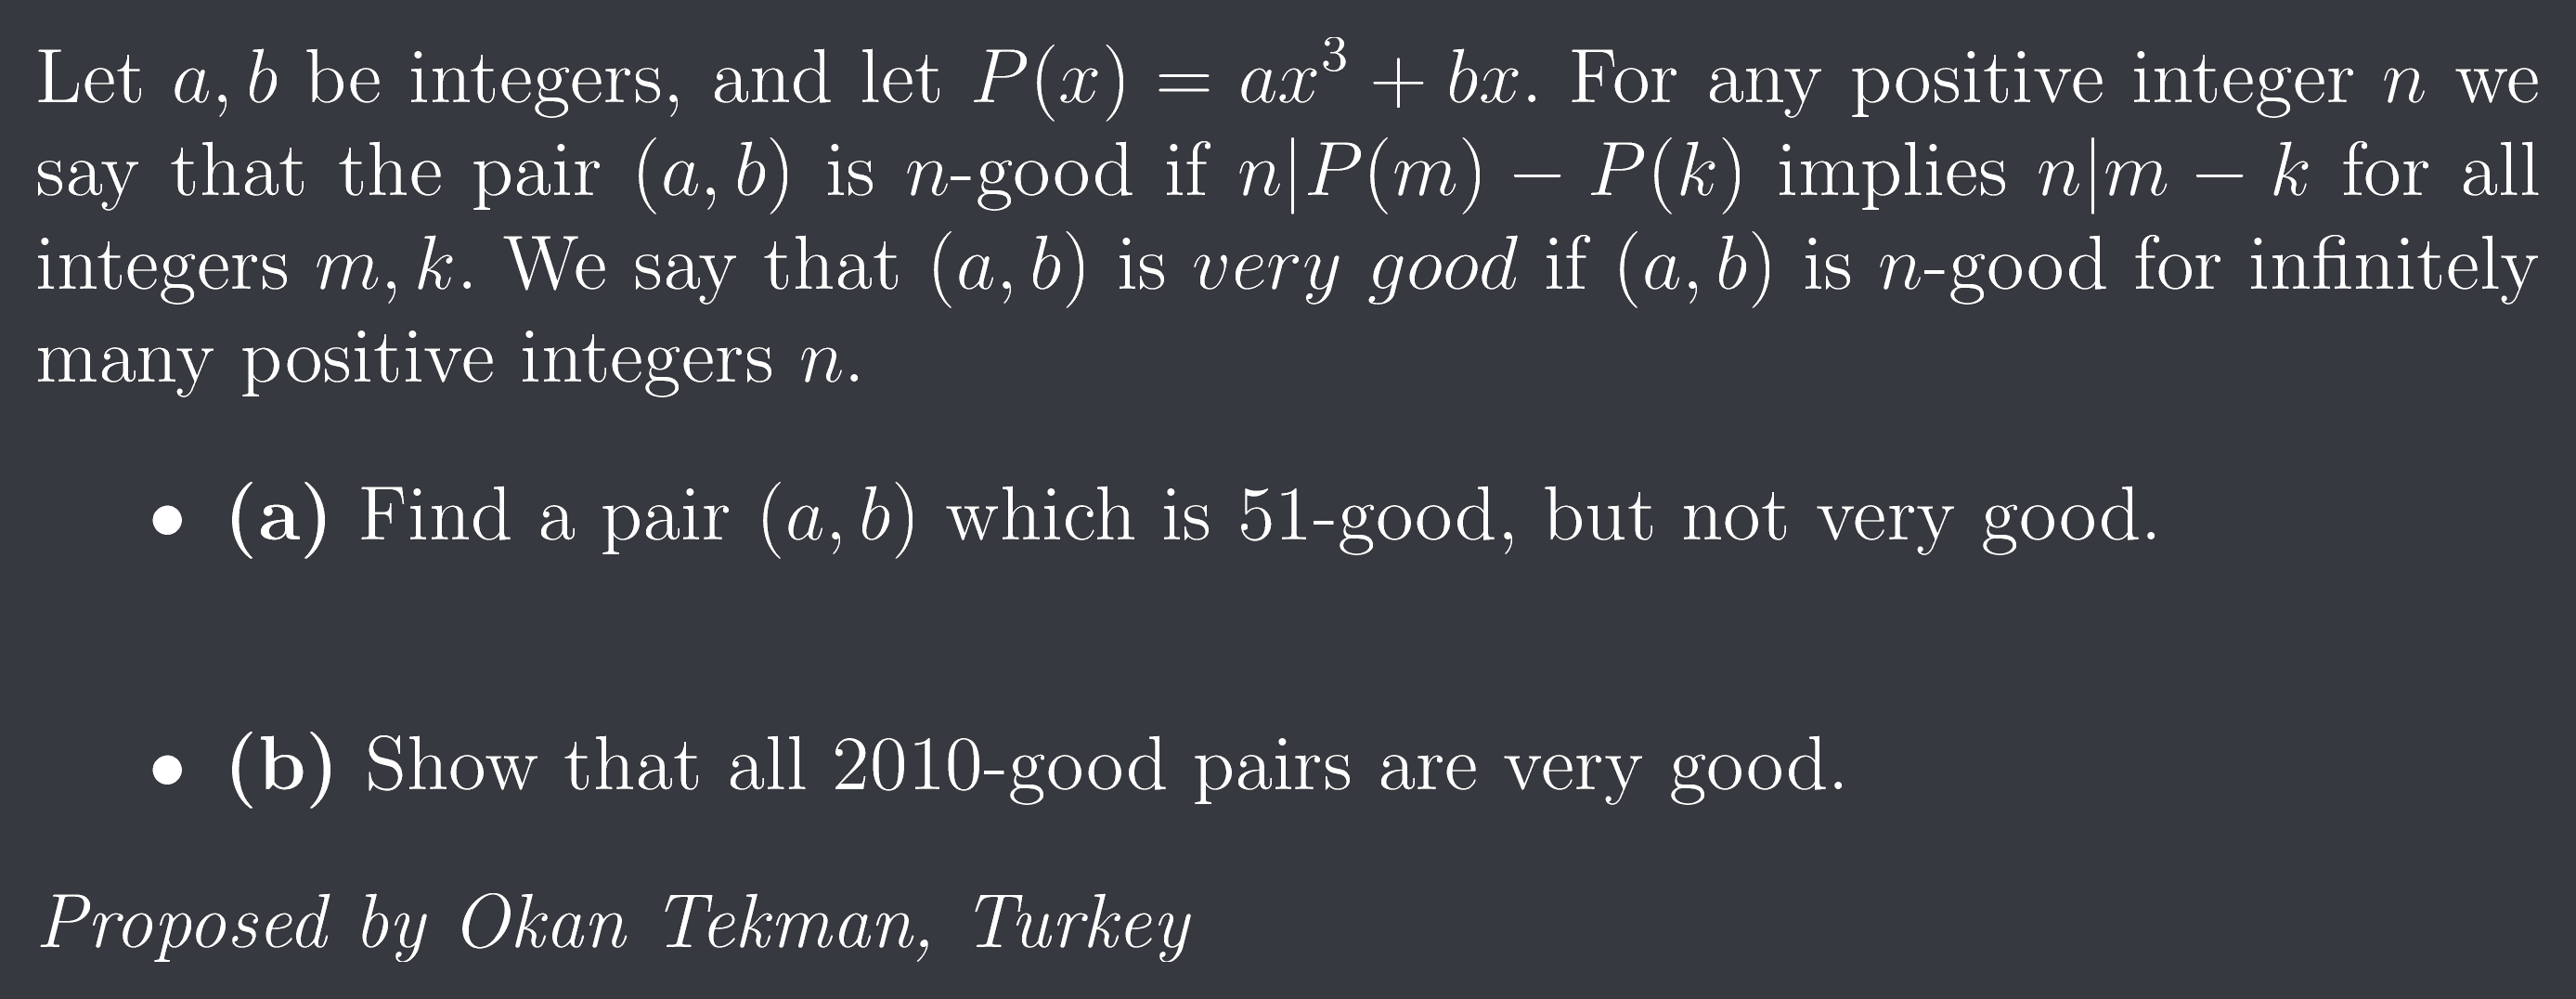 Let a, b be integers, and let P(x) = ax³ + bx. For any positive integer n we
say that the pair (a, b) is n-good if n|P(m) − P(k) implies n|m − k for all
integers m, k. We say that (a, b) is very good if (a, b) is n-good for infinitely
many positive integers n.
• (a) Find a pair (a, b) which is 51-good, but not very good.
• (b) Show that all 2010-good pairs are very good.
Proposed by Okan Tekman, Turkey